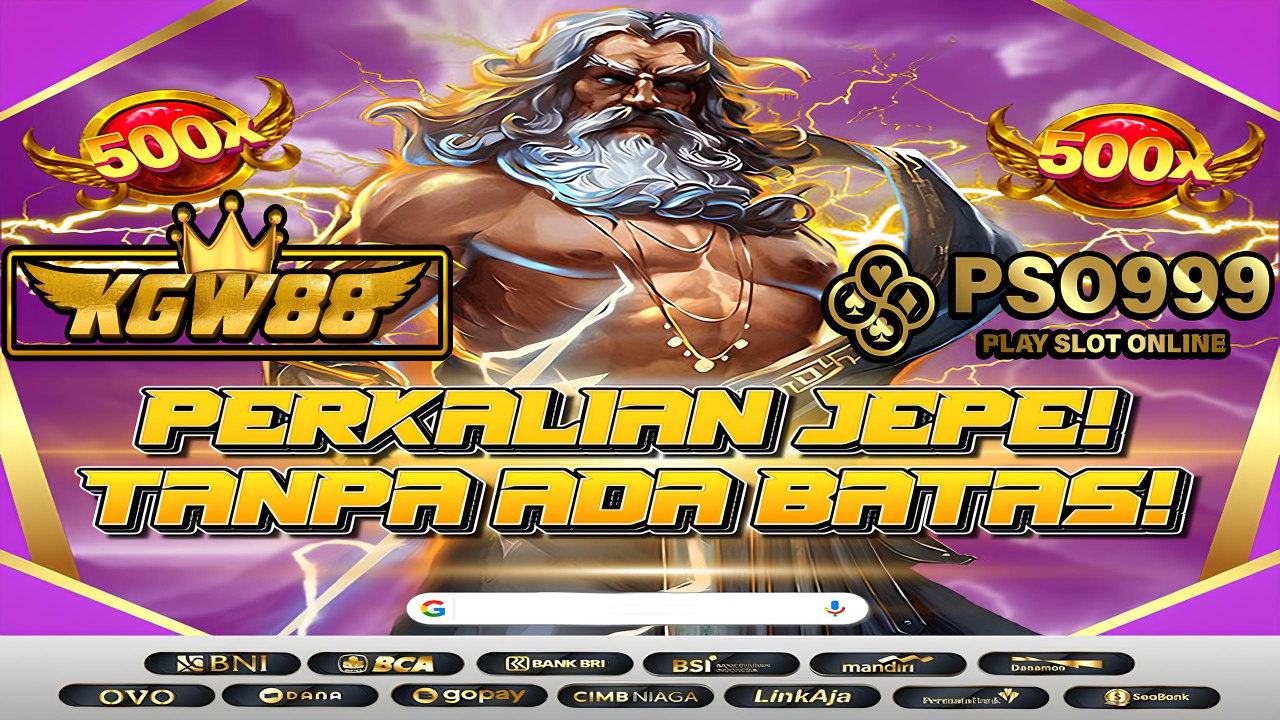 500x
500x
KGW88
PSO999
PLAY SLOT ONLINE
PERKALIAN JEPE!
TANPA ADA BATAS!
BNI
BCA
BANK BRI
BSI
mandiri
Danamon
OVO
DANA
gopay
CIMB NIAGA
LinkAja
PermataBank
SeaBank